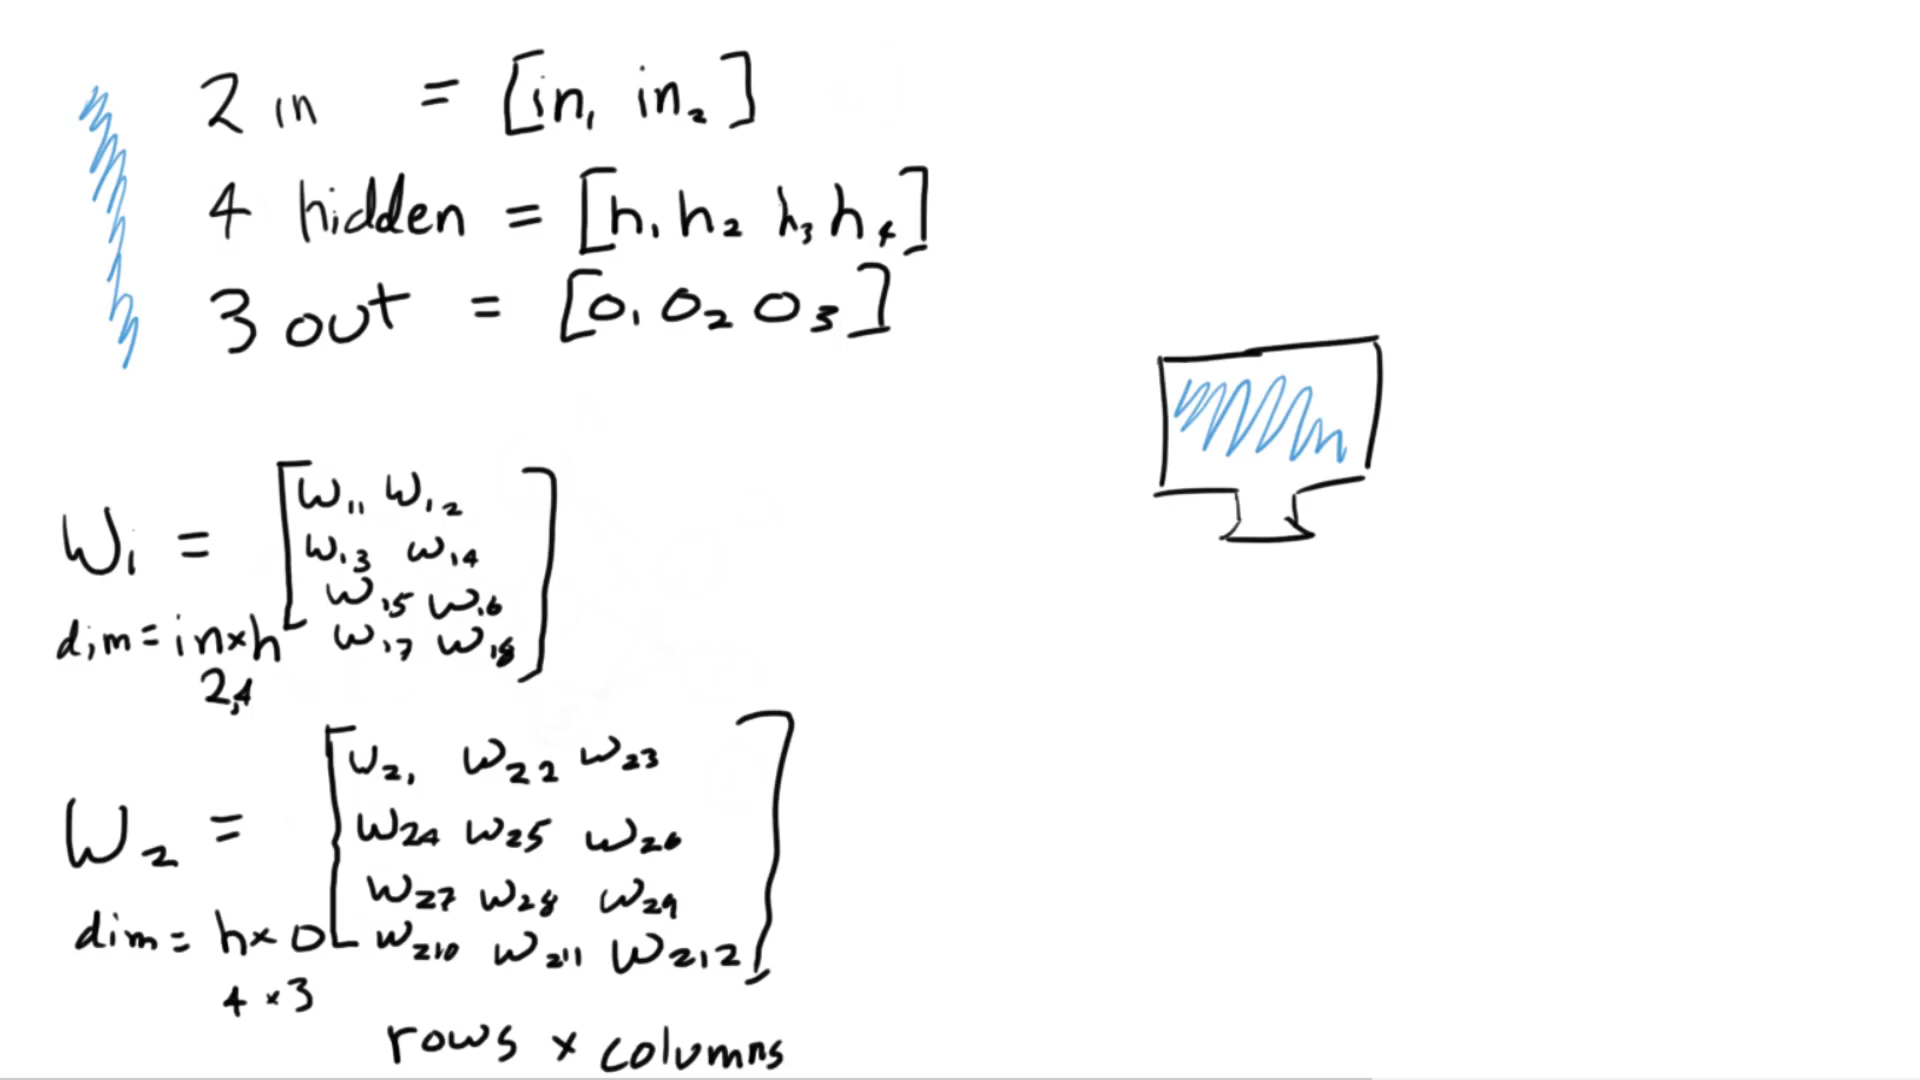 2 in = [in₁ in₂]
4 hidden = [h₁ h₂ h₃ h₄]
3 out = [o₁ o₂ o₃]
W₁ = [w₁₁ w₁₂
w₁₃ w₁₄
w₁₅ w₁₆
w₁₇ w₁₈]
dim = in×h
2,4
W₂ = [w₂₁ w₂₂ w₂₃
w₂₄ w₂₅ w₂₆
w₂₇ w₂₈ w₂₉
w₂₁₀ w₂₁₁ w₂₁₂]
dim = h× o
4 × 3
rows × columns